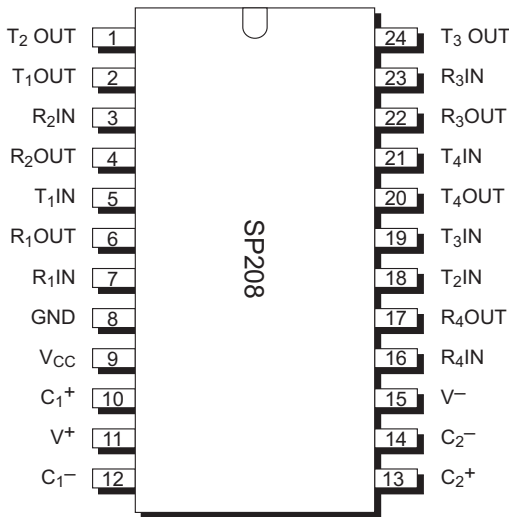 T₂ OUT 1 24 T₃ OUT
T₁OUT 2 23 R₃IN
R₂IN 3 22 R₃OUT
R₂OUT 4 21 T₄IN
T₁IN 5 20 T₄OUT
R₁OUT 6 19 T₃IN
R₁IN 7 18 T₂IN
GND 8 17 R₄OUT
V_CC 9 16 R₄IN
C₁⁺ 10 15 V⁻
V⁺ 11 14 C₂⁻
C₁⁻ 12 13 C₂⁺
SP208